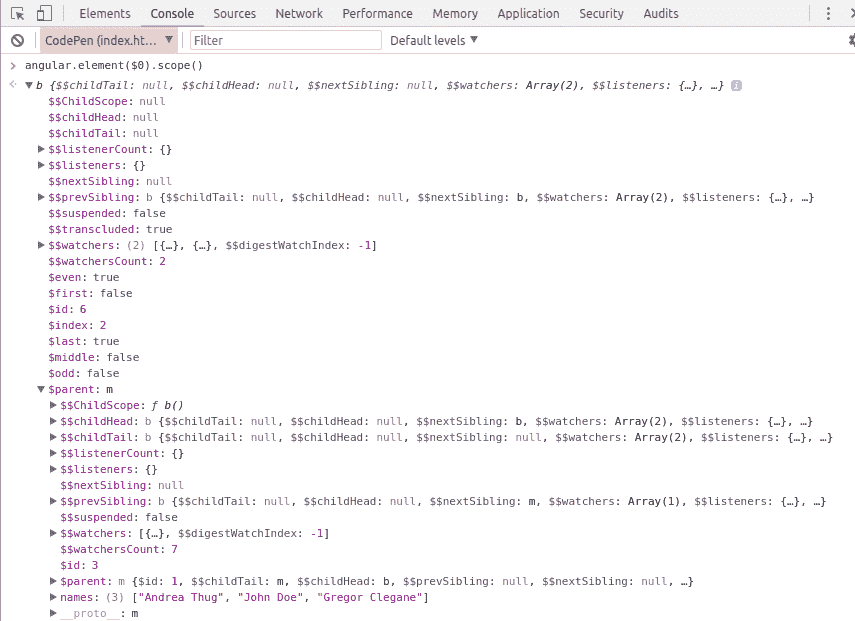 Elements Console Sources Network Performance Memory Application Security Audits
CodePen (index.ht... ▼ Filter Default levels ▼
> angular.element($0).scope()
▼b {$$childTail: null, $$childHead: null, $$nextSibling: null, $$watchers: Array(2), $$listeners: {…}, …} i
$$ChildScope: null
$$childHead: null
$$childTail: null
▶$$listenerCount: {}
▶$$listeners: {}
$$nextSibling: null
▶$$prevSibling: b {$$childTail: null, $$childHead: null, $$nextSibling: b, $$watchers: Array(2), $$listeners: {…}, …}
$$suspended: false
$$transcluded: true
▶$$watchers: (2) [{…}, {…}, $$digestWatchIndex: -1]
$$watchersCount: 2
$even: true
$first: false
$id: 6
$index: 2
$last: true
$middle: false
$odd: false
▼$parent: m
▶$$ChildScope: ƒ b()
▶$$childHead: b {$$childTail: null, $$childHead: null, $$nextSibling: b, $$watchers: Array(2), $$listeners: {…}, …}
▶$$childTail: b {$$childTail: null, $$childHead: null, $$nextSibling: null, $$watchers: Array(2), $$listeners: {…}, …}
▶$$listenerCount: {}
▶$$listeners: {}
$$nextSibling: null
▶$$prevSibling: b {$$childTail: null, $$childHead: null, $$nextSibling: m, $$watchers: Array(1), $$listeners: {…}, …}
$$suspended: false
▶$$watchers: [{…}, $$digestWatchIndex: -1]
$$watchersCount: 7
$id: 3
▶$parent: m {$id: 1, $$childTail: m, $$childHead: b, $$prevSibling: null, $$nextSibling: null, …}
▶names: (3) ["Andrea Thug", "John Doe", "Gregor Clegane"]
▶__proto__: m